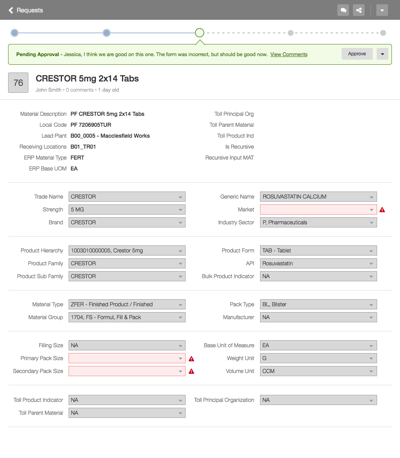 Requests
Pending Approval - Jessica, I think we are good on this one. The form was incorrect, but should be good now. View Comments
Approve
76
CRESTOR 5mg 2x14 Tabs
John Smith • 0 comments • 1 day old
Material Description PF CRESTOR 5mg 2x14 Tabs Toll Principal Org
Local Code PF 7206905TUR Toll Parent Material
Lead Plant B00_0005 - Macclesfield Works Toll Product Ind
Receiving Locations B01_TR01 Is Recursive
ERP Material Type FERT Recursive Input MAT
ERP Base UOM EA
Trade Name CRESTOR Generic Name ROSUVASTATIN CALCIUM
Strength 5 MG Market
Brand CRESTOR Industry Sector P, Pharmaceuticals
Product Hierarchy 1003010000005, Crestor 5mg Product Form TAB - Tablet
Product Family CRESTOR API Rosuvastatin
Product Sub Family CRESTOR Bulk Product Indicator NA
Material Type ZFER - Finished Product / Finished Pack Type BL, Blister
Material Group 1704, FS - Formul, Fill & Pack Manufacturer NA
Filling Size NA Base Unit of Measure EA
Primary Pack Size Weight Unit G
Secondary Pack Size Volume Unit CCM
Toll Product Indicator NA Toll Principal Organization NA
Toll Parent Material NA